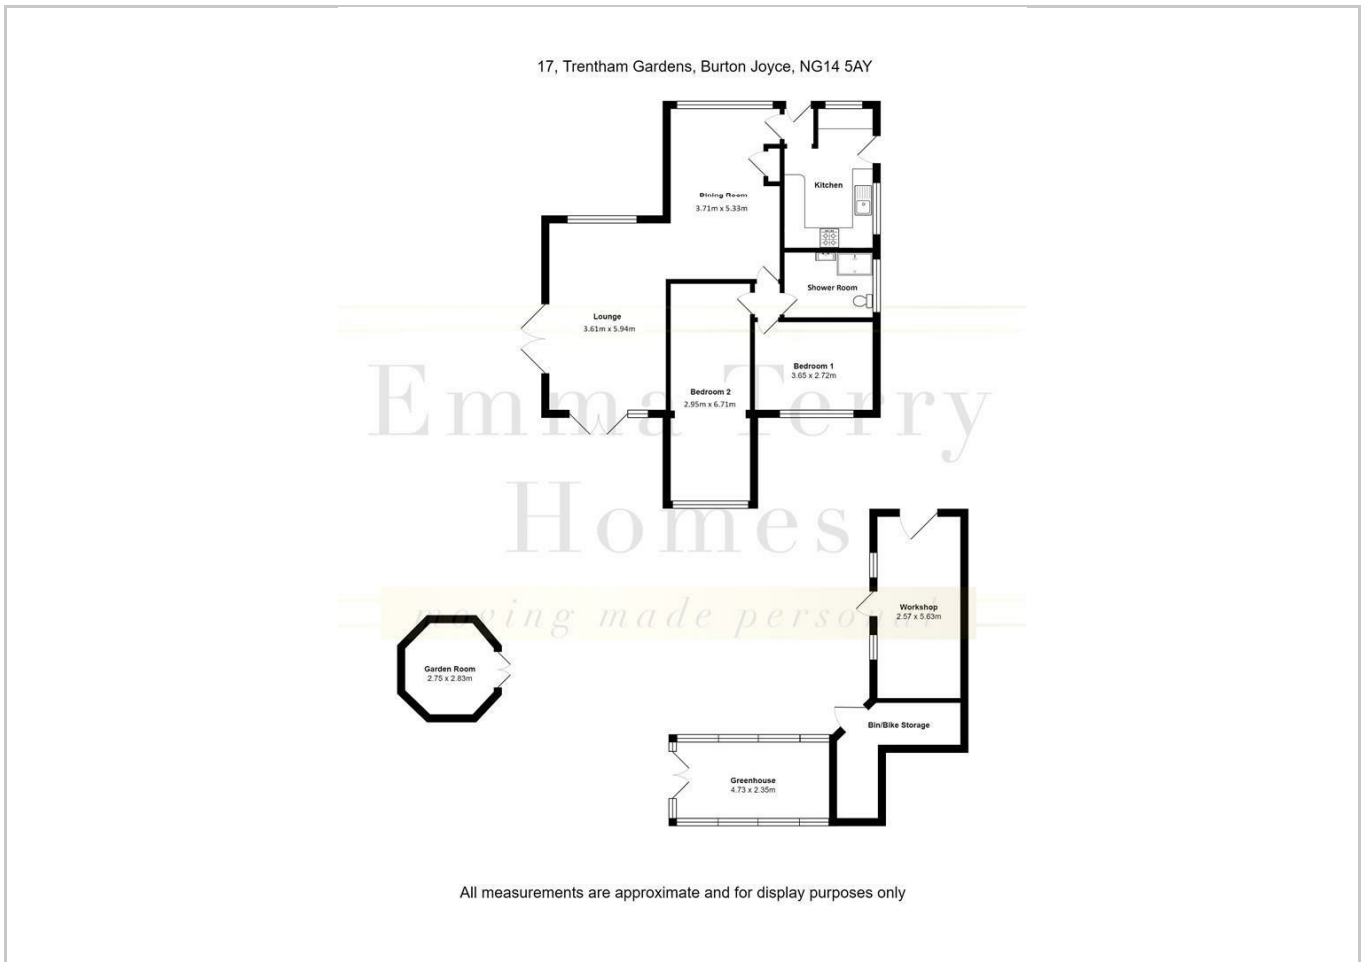 17, Trentham Gardens, Burton Joyce, NG14 5AY
Kitchen
Dining Room
3.71m x 5.33m
Shower Room
Lounge
3.61m x 5.94m
Bedroom 1
3.65 x 2.72m
Bedroom 2
2.95m x 6.71m
Emma Terry
Homes
moving made personal
Workshop
2.57 x 5.63m
Garden Room
2.75 x 2.83m
Bin/Bike Storage
Greenhouse
4.73 x 2.35m
All measurements are approximate and for display purposes only